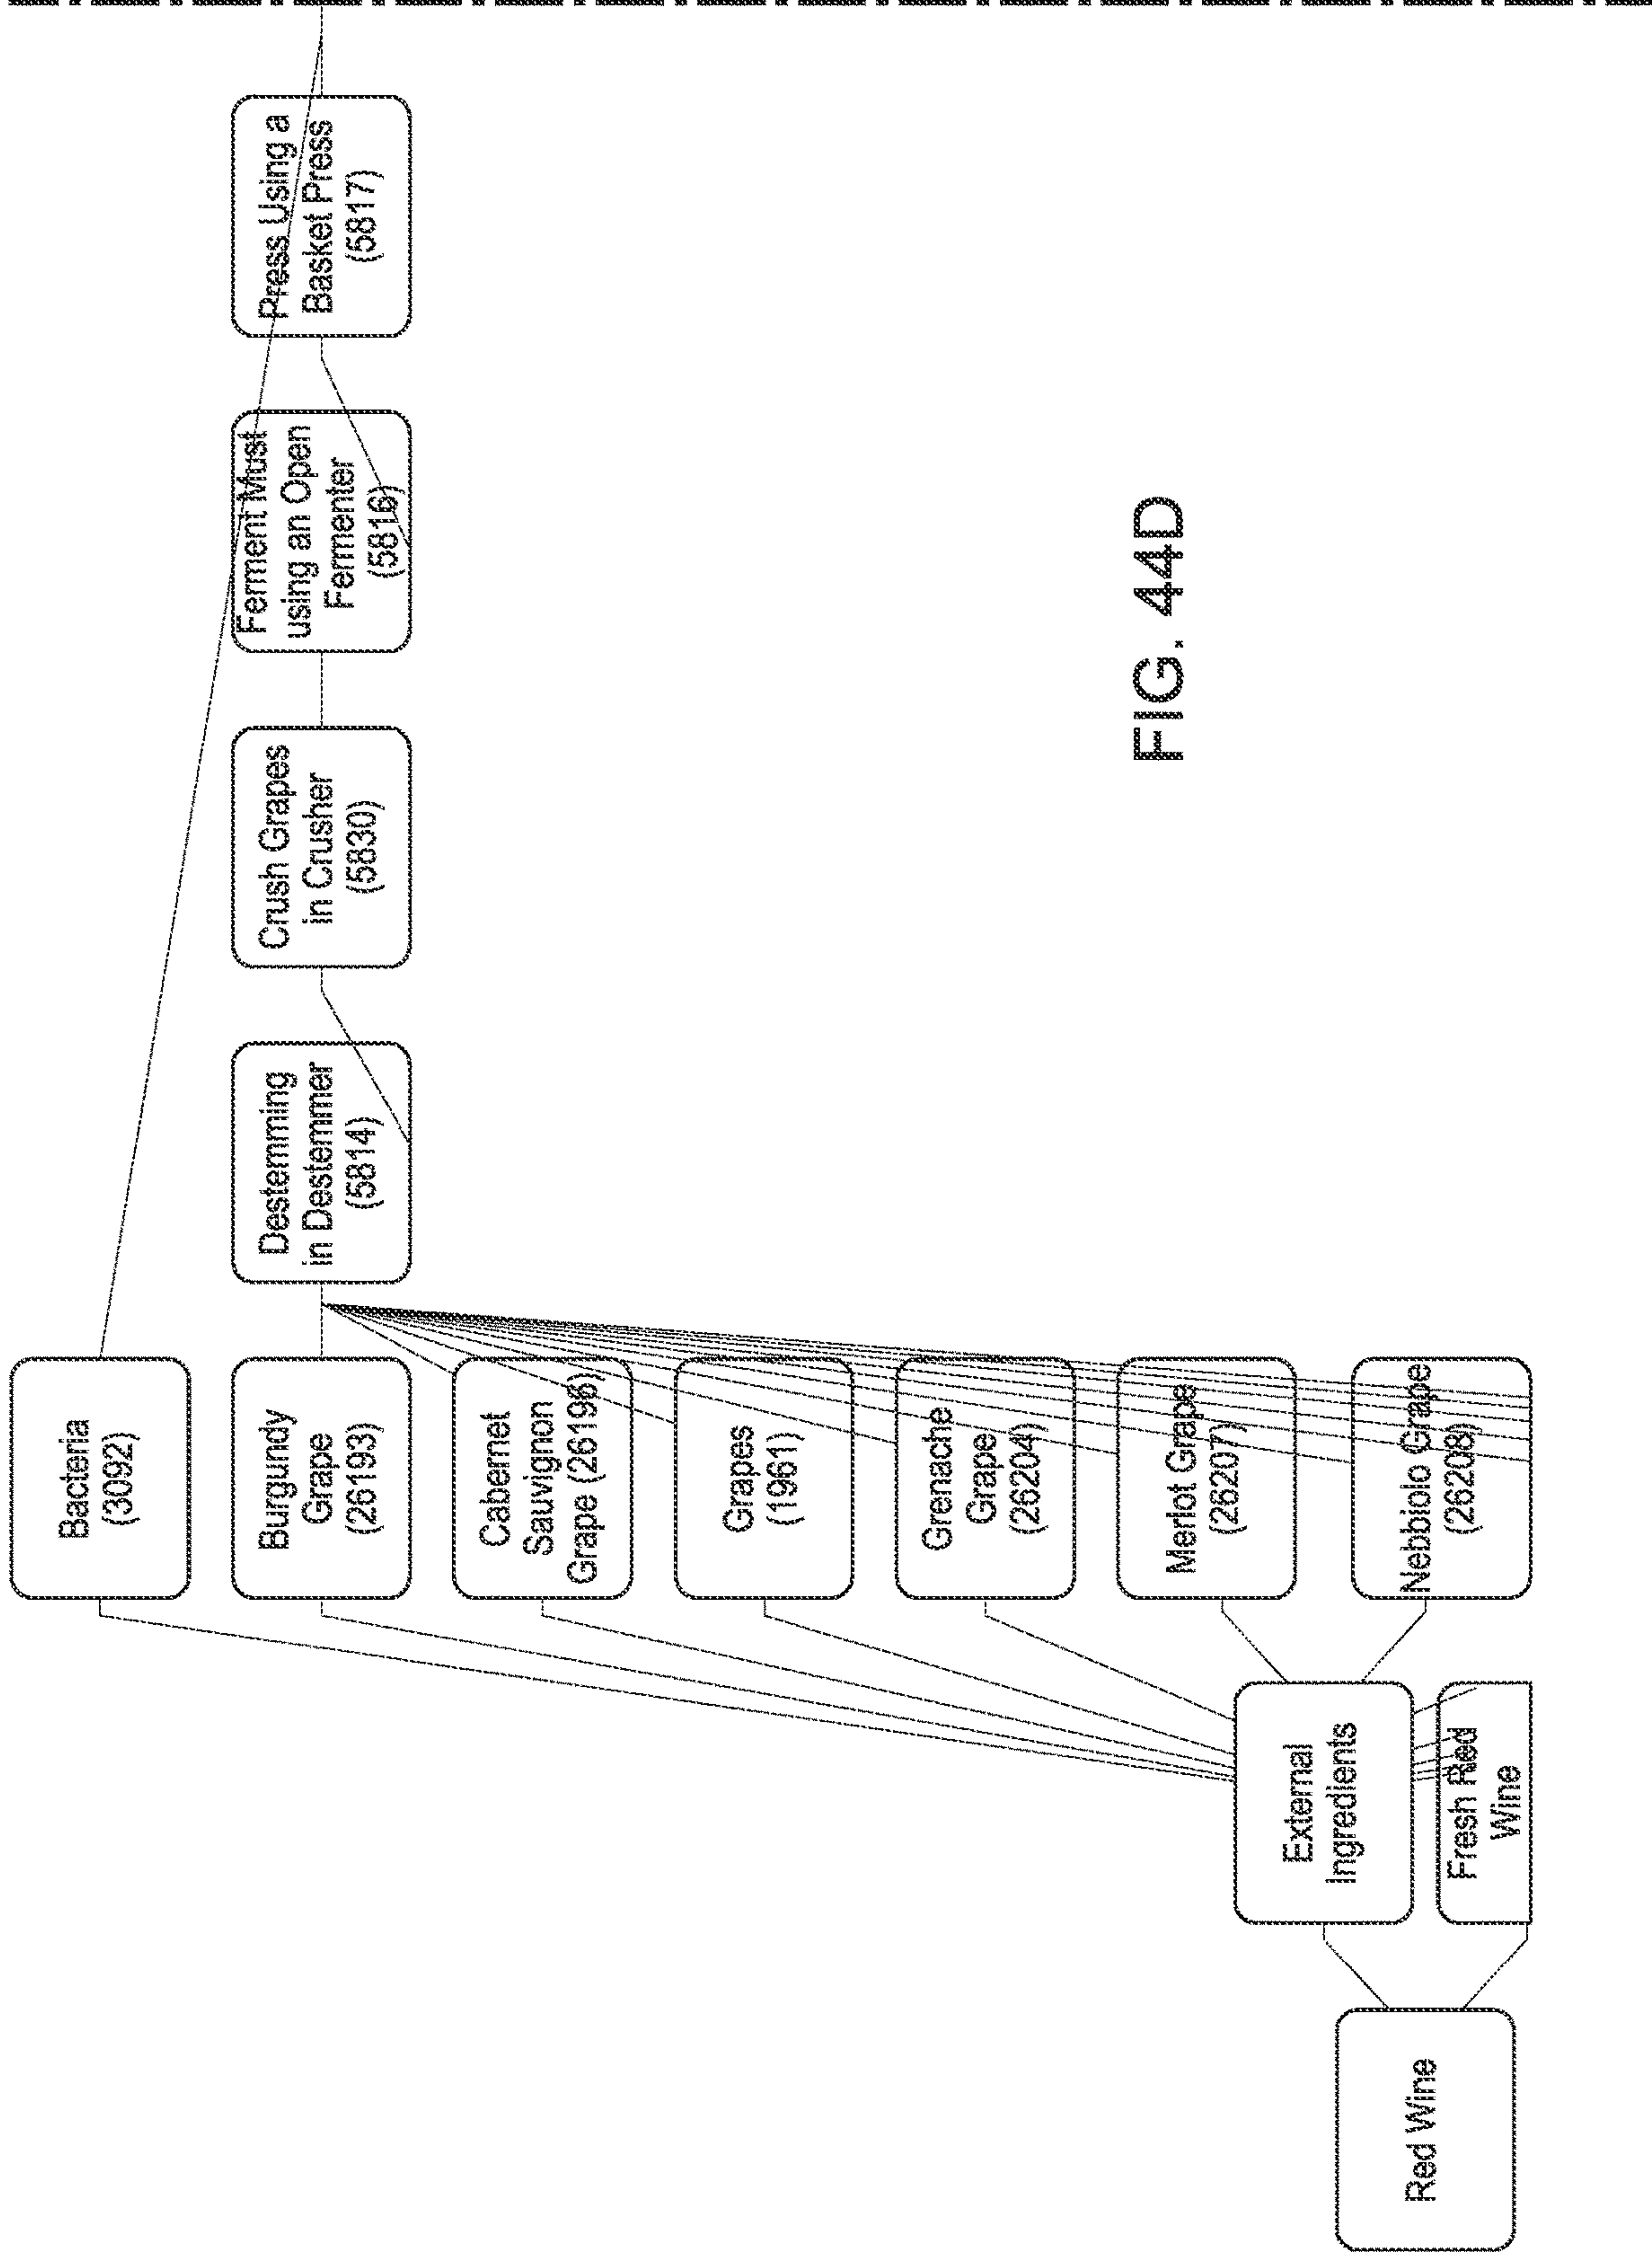 Red Wine
External
Ingredients
Fresh Red
Wine
Bacteria
(3092)
Burgundy
Grape
(26193)
Cabernet
Sauvignon
Grape (26196)
Grapes
(1961)
Grenache
Grape
(26204)
Merlot Grape
(26207)
Nebbiolo Grape
(26208)
Destemming
in Destemmer
(5814)
Crush Grapes
in Crusher
(5830)
Ferment Must
using an Open
Fermenter
(5816)
Press Using a
Basket Press
(5817)
FIG. 44D